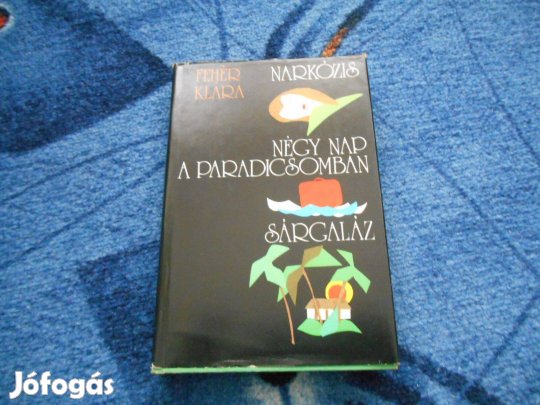 FEHÉR
KLÁRA
NARKÓZIS
NÉGY NAP
A PARADICSOMBAN
SÁRGALÁZ
Jófogás